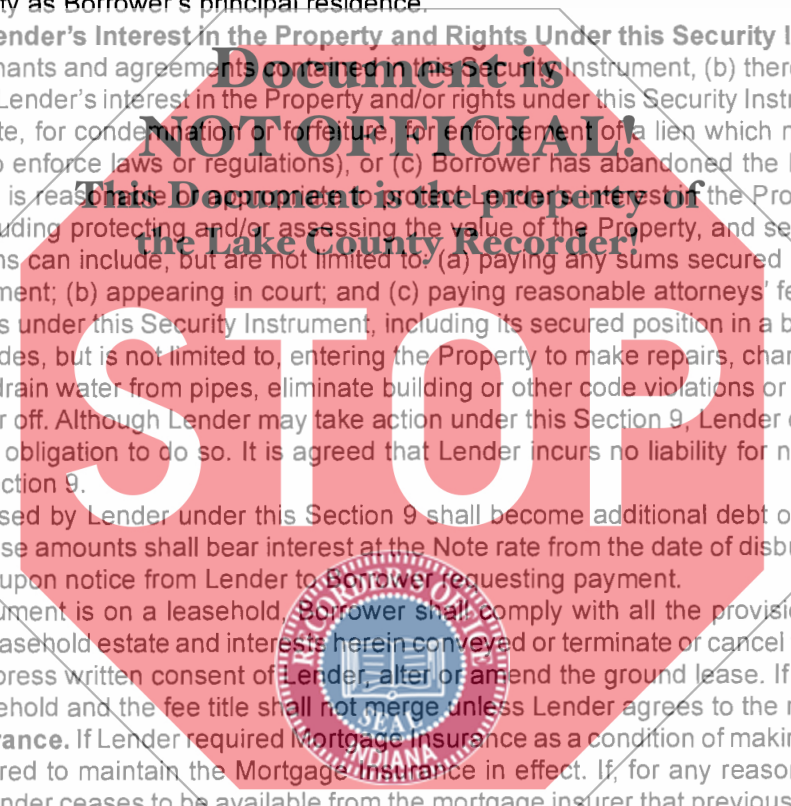 ty as Borrower's principal residence.
ender's Interest in the Property and Rights Under this Security I
nants and agreements contained in this Security Instrument, (b) ther
Lender's interest in the Property and/or rights under this Security Instr
te, for condemnation or forfeiture, for enforcement of a lien which m
o enforce laws or regulations), or (c) Borrower has abandoned the
is reasonable or appropriate to protect Lender's interest in the Pro
uding protecting and/or assessing the value of the Property, and se
ns can include, but are not limited to: (a) paying any sums secured
ment; (b) appearing in court; and (c) paying reasonable attorneys' fe
s under this Security Instrument, including its secured position in a b
des, but is not limited to, entering the Property to make repairs, chan
drain water from pipes, eliminate building or other code violations or
r off. Although Lender may take action under this Section 9, Lender
obligation to do so. It is agreed that Lender incurs no liability for n
ction 9.
sed by Lender under this Section 9 shall become additional debt o
se amounts shall bear interest at the Note rate from the date of disbu
upon notice from Lender to Borrower requesting payment.
ument is on a leasehold, Borrower shall comply with all the provisi
easehold estate and interests herein conveyed or terminate or cancel
press written consent of Lender, alter or amend the ground lease. If
ehold and the fee title shall not merge unless Lender agrees to the m
rance. If Lender required Mortgage Insurance as a condition of makin
red to maintain the Mortgage Insurance in effect. If, for any reaso
nder ceases to be available from the mortgage insurer that previous
Document is
NOT OFFICIAL!
This Document is the property of
the Lake County Recorder!
STOP
RECORDER'S OFFICE
SEAL
INDIANA